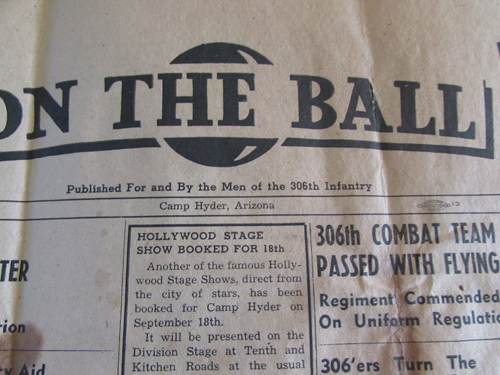 ON THE BALL
Published For and By the Men of the 306th Infantry
Camp Hyder, Arizona
HOLLYWOOD STAGE
SHOW BOOKED FOR 18th
Another of the famous Holly-
wood Stage Shows, direct from
the city of stars, has been
booked for Camp Hyder on
September 18th.
It will be presented on the
Division Stage at Tenth and
Kitchen Roads at the usual
306th COMBAT TEAM
PASSED WITH FLYING
Regiment Commended
On Uniform Regulatio
306'ers Turn The
TER
rion
ty Aid